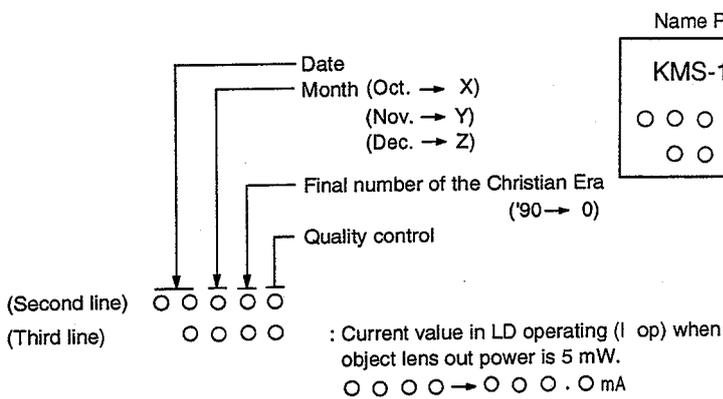 Name P
KMS-1
Date
Month (Oct. → X)
(Nov. → Y)
(Dec. → Z)
Final number of the Christian Era
('90 → 0)
Quality control
(Second line) ○ ○ ○ ○ ○
(Third line) ○ ○ ○ ○ : Current value in LD operating (I op) when
object lens out power is 5 mW.
○ ○ ○ ○ → ○ ○ ○ . ○ mA